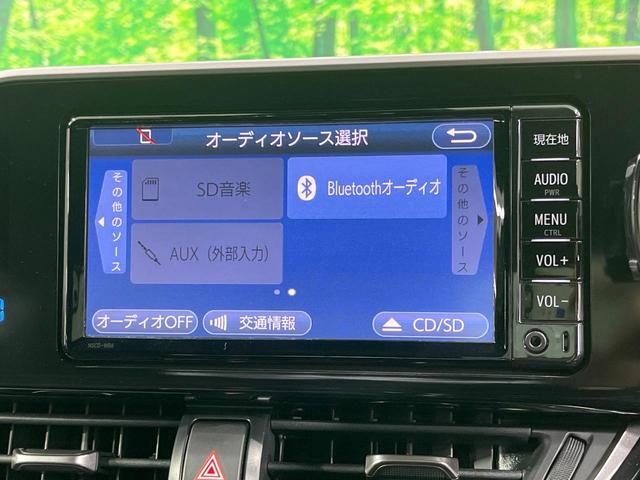 オーディオソース選択
その他のソース
SD音楽
Bluetoothオーディオ
その他のソース
AUX（外部入力）
オーディオOFF
交通情報
CD/SD
現在地
AUDIO
PWR
MENU
CTRL
VOL+
VOL-